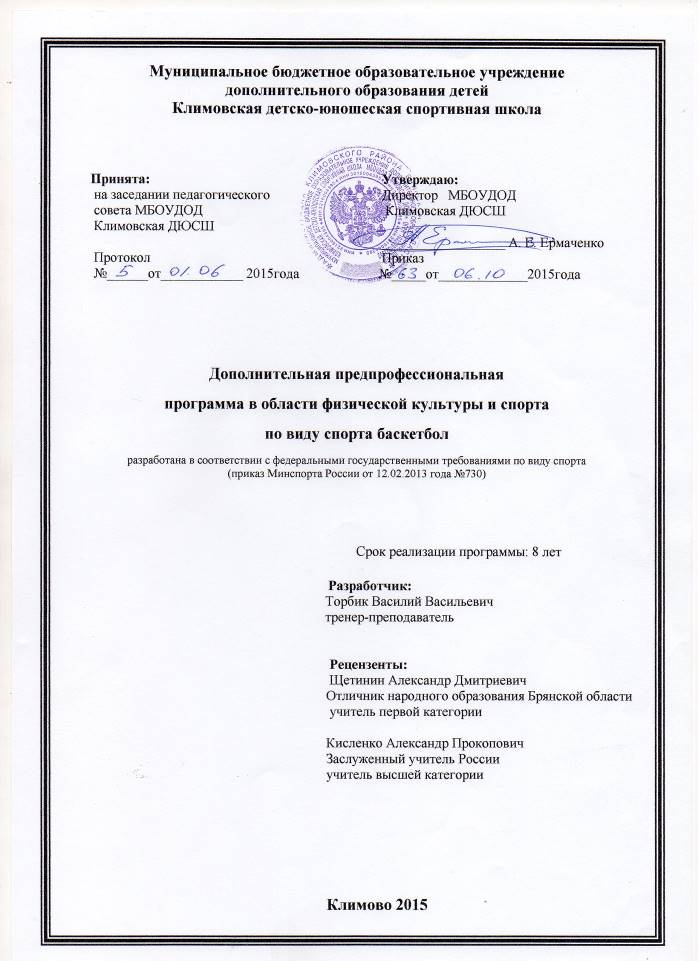 Муниципальное бюджетное образовательное учреждение
дополнительного образования детей
Климовская детско-юношеская спортивная школа
Принята:
на заседании педагогического
совета МБОУДОД
Климовская ДЮСШ
Протокол
№ 5 от 01.06 2015года
Утверждаю:
Директор МБОУДОД
Климовская ДЮСШ
А. В. Ермаченко
Приказ
№ 63 от 06.10 2015года
Дополнительная предпрофессиональная
программа в области физической культуры и спорта
по виду спорта баскетбол
разработана в соответствии с федеральными государственными требованиями по виду спорта
(приказ Минспорта России от 12.02.2013 года №730)
Срок реализации программы: 8 лет
Разработчик:
Торбик Василий Васильевич
тренер-преподаватель
Рецензенты:
Щетинин Александр Дмитриевич
Отличник народного образования Брянской области
учитель первой категории
Кисленко Александр Прокопович
Заслуженный учитель России
учитель высшей категории
Климово 2015